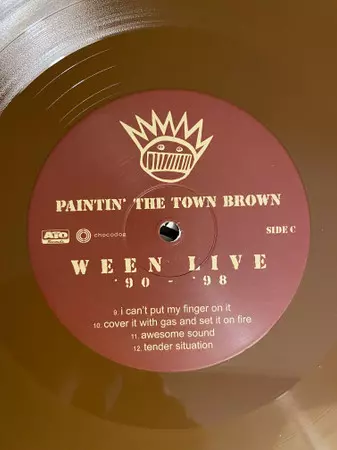 PAINTIN' THE TOWN BROWN
ATO
Records
chocodog
SIDE C
WEEN LIVE
'90 - '98
9. i can't put my finger on it
10. cover it with gas and set it on fire
11. awesome sound
12. tender situation